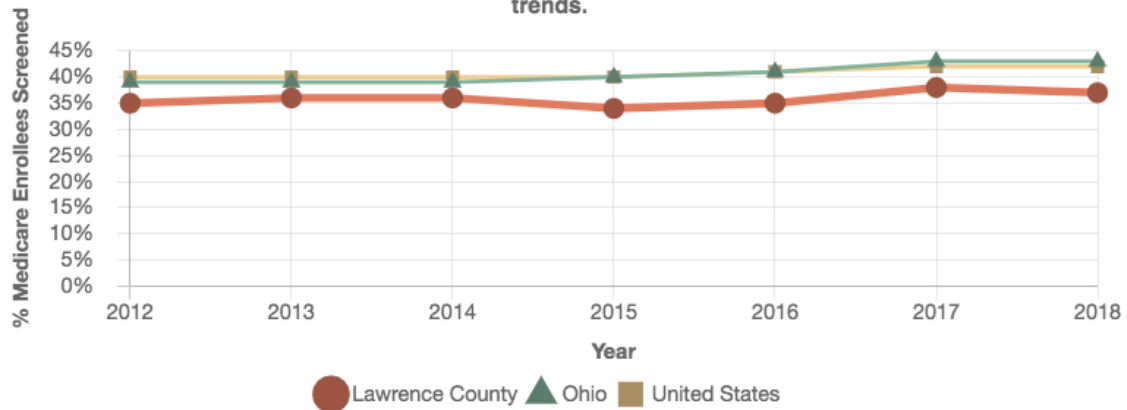 trends.
% Medicare Enrollees Screened
45%
40%
35%
30%
25%
20%
15%
10%
5%
0%
2012 2013 2014 2015 2016 2017 2018
Year
Lawrence County Ohio United States